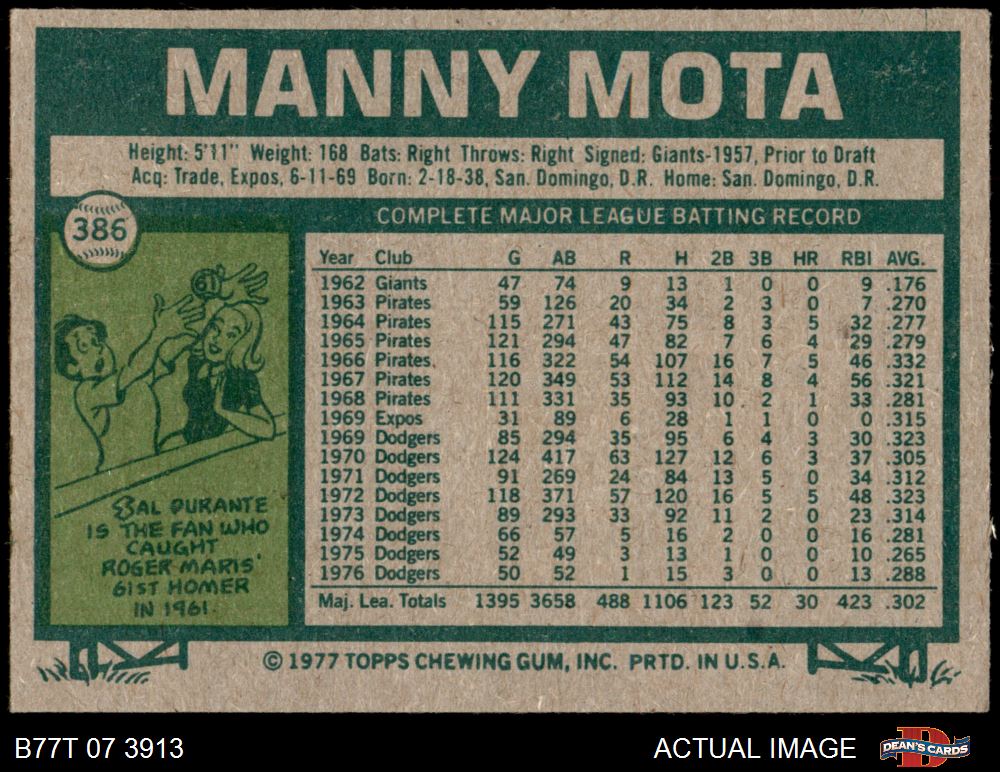 MANNY MOTA
Height: 5'11" Weight: 168 Bats: Right Throws: Right Signed: Giants-1957, Prior to Draft
Acq: Trade, Expos, 6-11-69 Born: 2-18-38, San. Domingo, D.R. Home: San. Domingo, D.R.
386
COMPLETE MAJOR LEAGUE BATTING RECORD
Year Club G AB R H 2B 3B HR RBI AVG.
1962 Giants 47 74 9 13 1 0 0 9 .176
1963 Pirates 59 126 20 34 2 3 0 7 .270
1964 Pirates 115 271 43 75 8 3 5 32 .277
1965 Pirates 121 294 47 82 7 6 4 29 .279
1966 Pirates 116 322 54 107 16 7 5 46 .332
1967 Pirates 120 349 53 112 14 8 4 56 .321
1968 Pirates 111 331 35 93 10 2 1 33 .281
1969 Expos 31 89 6 28 1 1 0 0 .315
1969 Dodgers 85 294 35 95 6 4 3 30 .323
1970 Dodgers 124 417 63 127 12 6 3 37 .305
1971 Dodgers 91 269 24 84 13 5 0 34 .312
1972 Dodgers 118 371 57 120 16 5 5 48 .323
1973 Dodgers 89 293 33 92 11 2 0 23 .314
1974 Dodgers 66 57 5 16 2 0 0 16 .281
1975 Dodgers 52 49 3 13 1 0 0 10 .265
1976 Dodgers 50 52 1 15 3 0 0 13 .288
Maj. Lea. Totals 1395 3658 488 1106 123 52 30 423 .302
61
SAL DURANTE
IS THE FAN WHO
CAUGHT
ROGER MARIS'
61ST HOMER
IN 1961.
© 1977 TOPPS CHEWING GUM, INC. PRTD. IN U.S.A.
B77T 07 3913
ACTUAL IMAGE
DEAN'S CARDS